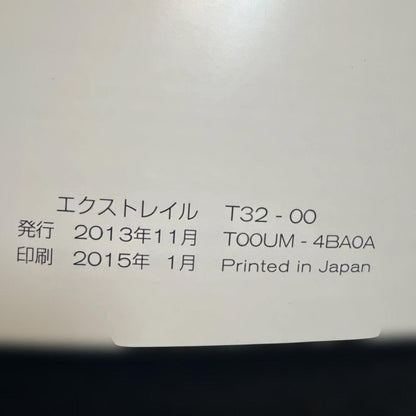 エクストレイル T32-00
発行 2013年11月 T00UM-4BA0A
印刷 2015年 1月 Printed in Japan